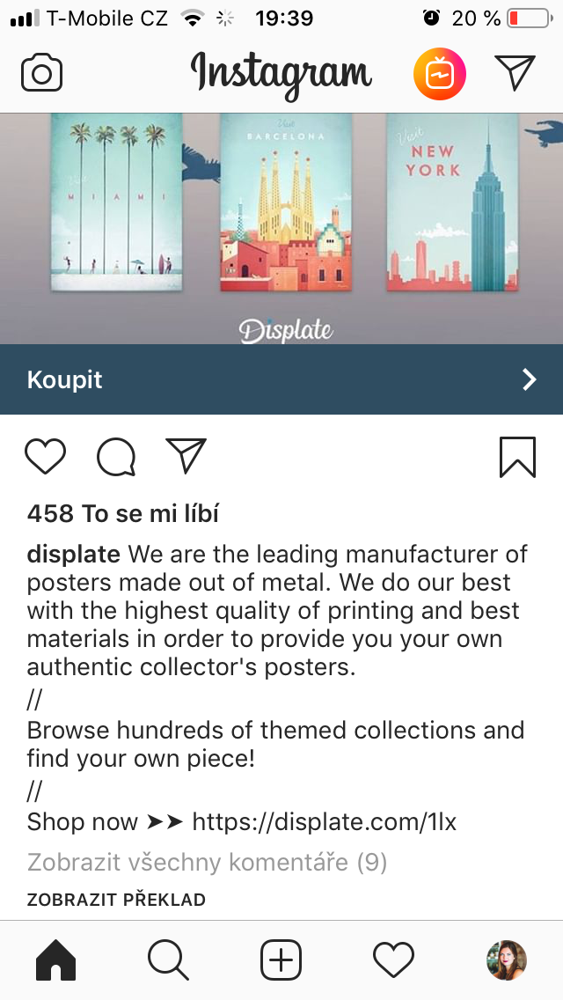 T-Mobile CZ 19:39 20 %
Instagram
Visit
MIAMI
Visit
BARCELONA
Visit
NEW
YORK
Displate
Koupit
458 To se mi líbí
displate We are the leading manufacturer of
posters made out of metal. We do our best
with the highest quality of printing and best
materials in order to provide you your own
authentic collector's posters.
//
Browse hundreds of themed collections and
find your own piece!
//
Shop now ➤➤ https://displate.com/1lx
Zobrazit všechny komentáře (9)
ZOBRAZIT PŘEKLAD